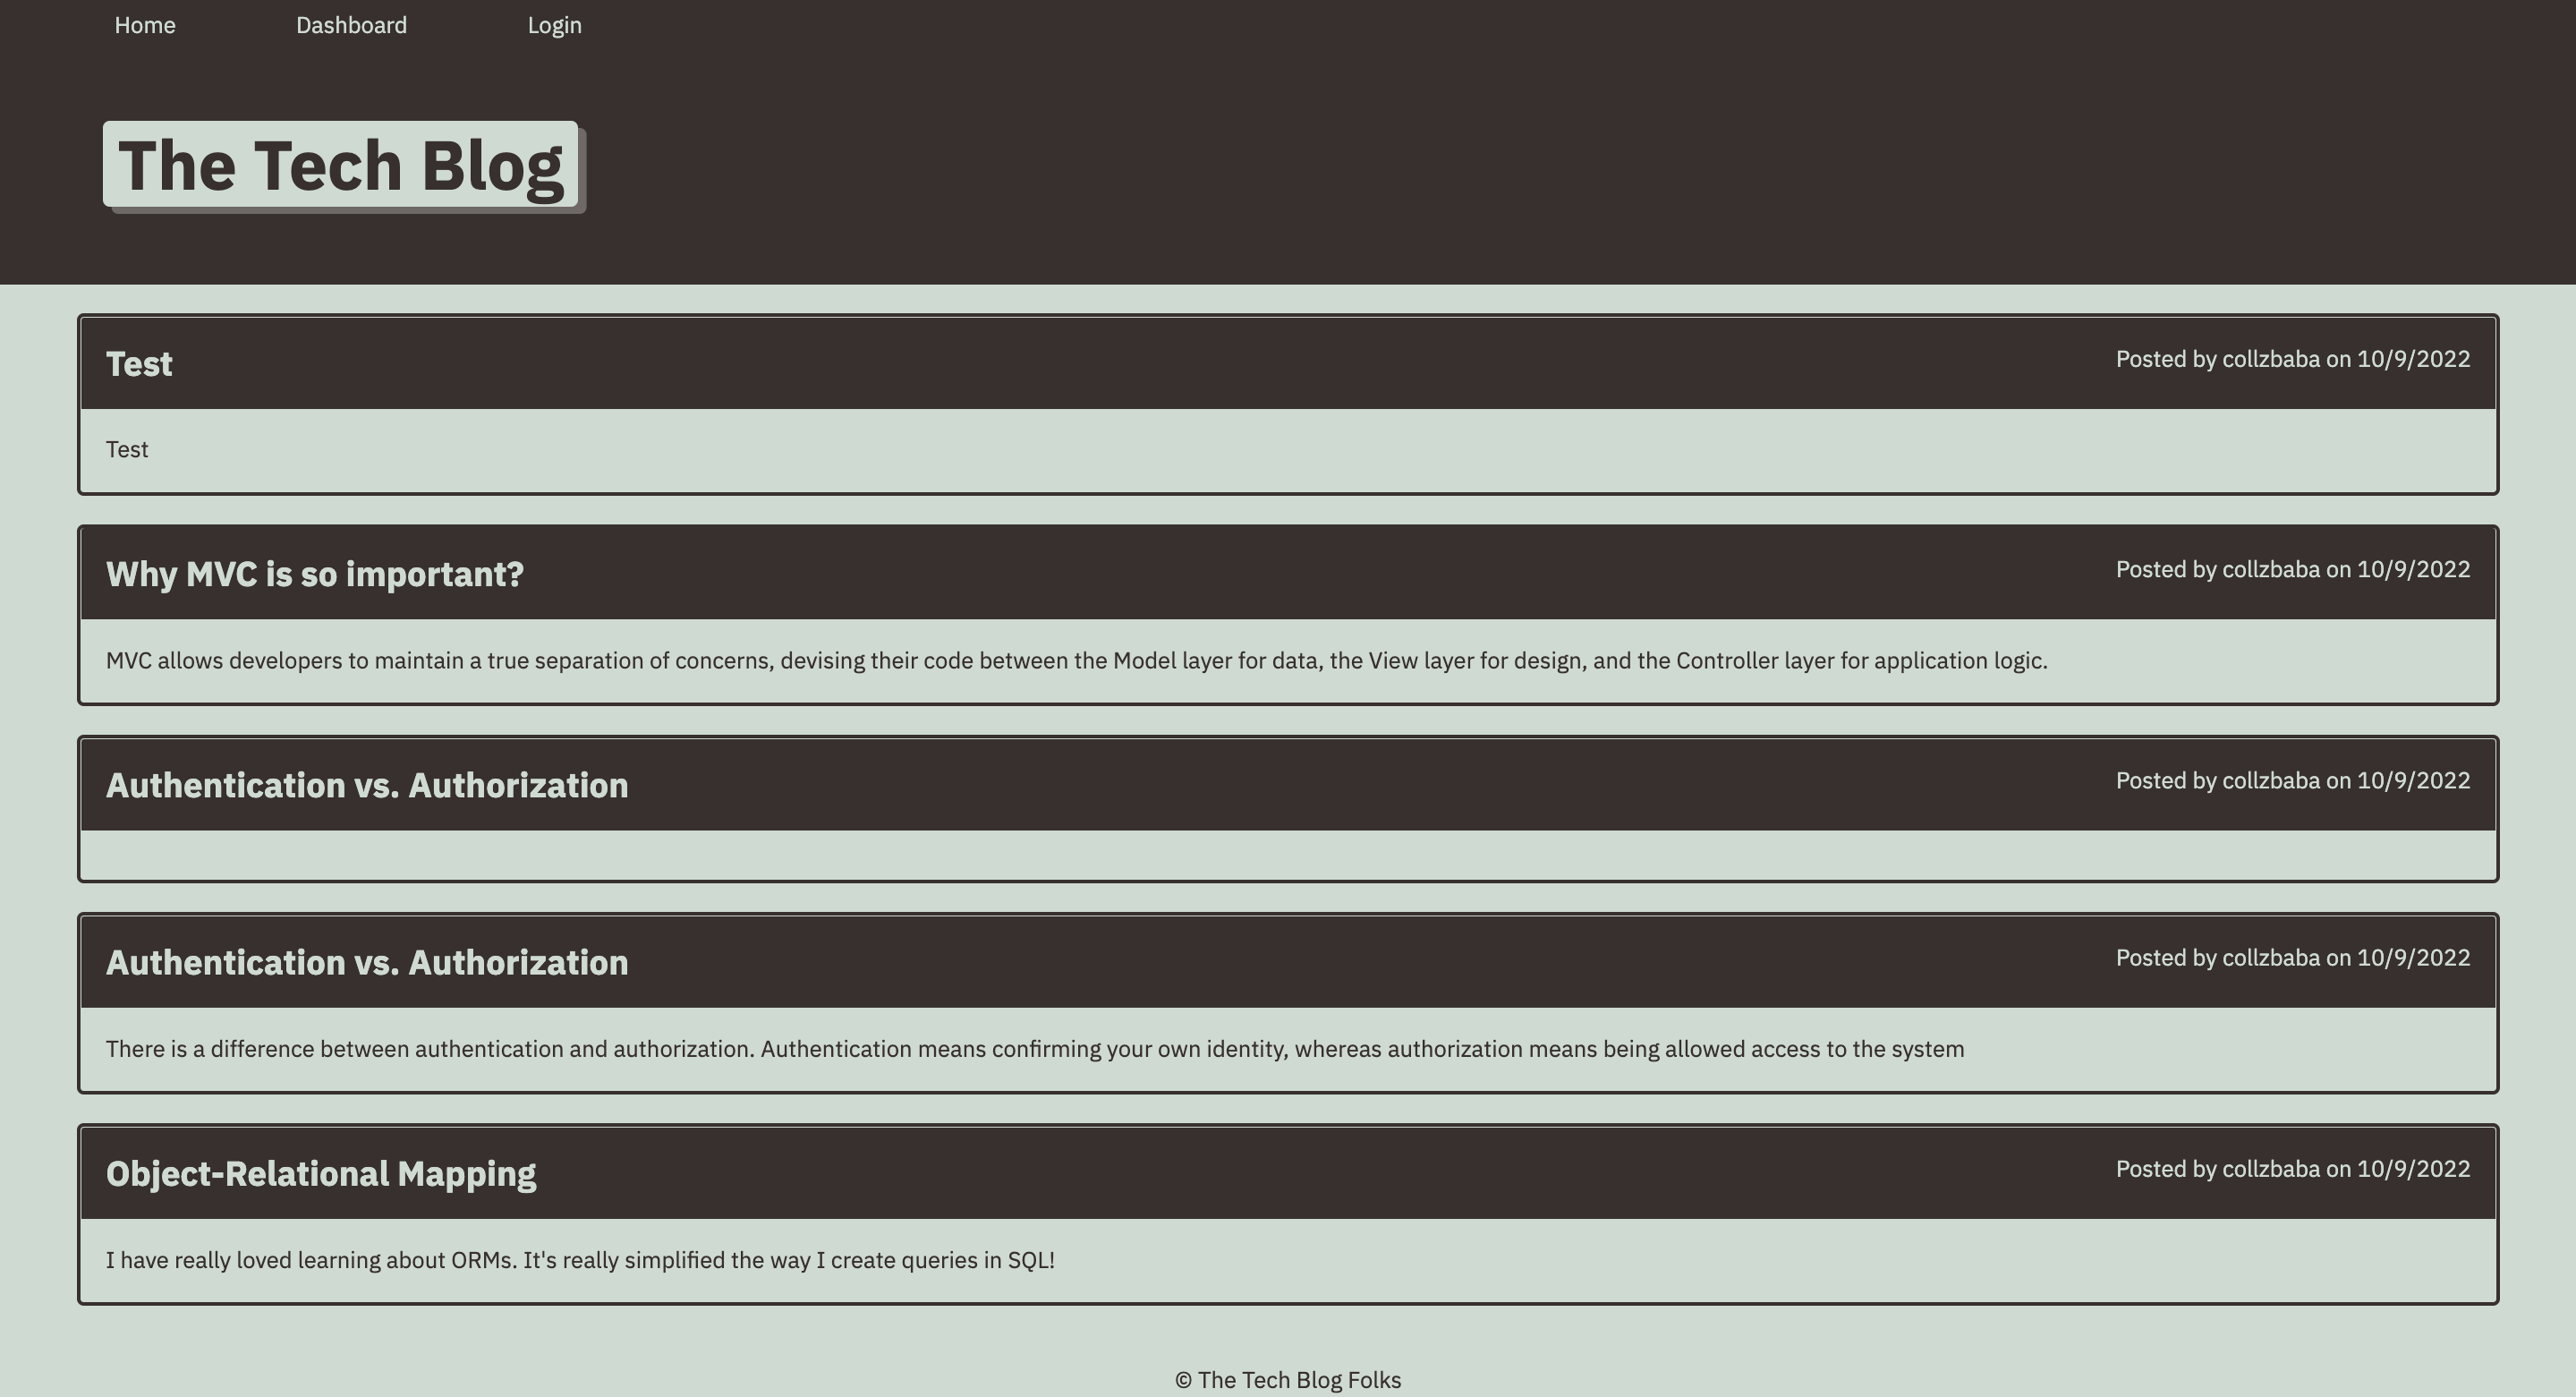 Home Dashboard Login
The Tech Blog
Test Posted by collzbaba on 10/9/2022
Test
Why MVC is so important? Posted by collzbaba on 10/9/2022
MVC allows developers to maintain a true separation of concerns, devising their code between the Model layer for data, the View layer for design, and the Controller layer for application logic.
Authentication vs. Authorization Posted by collzbaba on 10/9/2022
Authentication vs. Authorization Posted by collzbaba on 10/9/2022
There is a difference between authentication and authorization. Authentication means confirming your own identity, whereas authorization means being allowed access to the system
Object-Relational Mapping Posted by collzbaba on 10/9/2022
I have really loved learning about ORMs. It's really simplified the way I create queries in SQL!
© The Tech Blog Folks